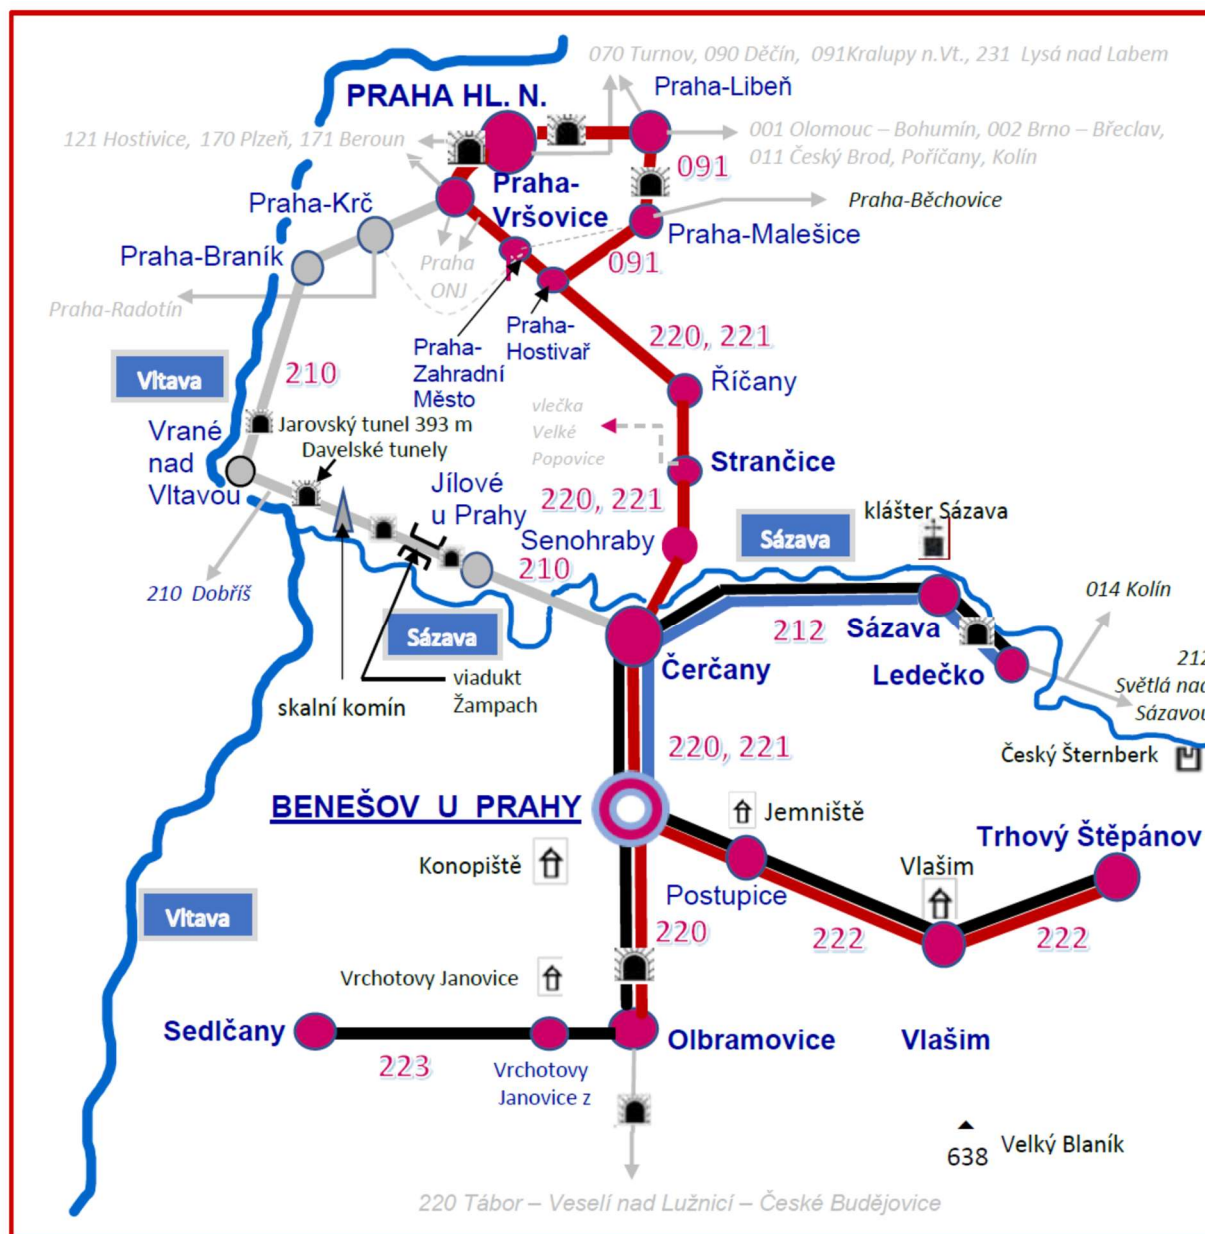 070 Turnov, 090 Děčín, 091Kralupy n.Vt., 231 Lysá nad Labem
PRAHA HL. N.
Praha-Libeň
121 Hostivice, 170 Plzeň, 171 Beroun
001 Olomouc – Bohumín, 002 Brno – Břeclav,
011 Český Brod, Poříčany, Kolín
091
Praha-
Vršovice
Praha-Běchovice
Praha-Krč
Praha-Malešice
Praha-Braník
Praha
ONJ
091
Praha-Radotín
Praha-
Hostivař
Praha-
Zahradní
Město
220, 221
Vltava
210
Říčany
vlečka
Velké
Popovice
Jarovský tunel 393 m
Davelské tunely
Vrané
nad
Vltavou
Strančice
Jílové
u Prahy
220, 221
klášter Sázava
Senohraby
Sázava
210
210 Dobříš
014 Kolín
212
Sázava
Sázava
Čerčany
Ledečko
212
Světlá nad
Sázavou
viadukt
Žampach
skalní komín
220, 221
Český Šternberk
BENEŠOV U PRAHY
Jemniště
Trhový Štěpánov
Konopiště
Vlašim
Postupice
Vltava
220
222
222
Vrchotovy Janovice
Sedlčany
Olbramovice
Vlašim
223
Vrchotovy
Janovice z
638
Velký Blaník
220 Tábor – Veselí nad Lužnicí – České Budějovice